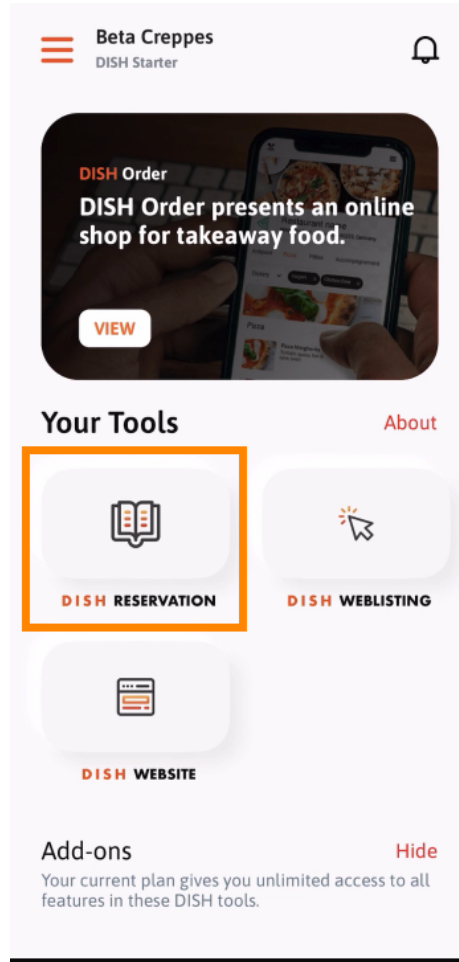 Beta Creppes
DISH Starter
DISH Order
DISH Order presents an online
shop for takeaway food.
VIEW
Your Tools
About
DISH RESERVATION
DISH WEBLISTING
DISH WEBSITE
Add-ons
Hide
Your current plan gives you unlimited access to all
features in these DISH tools.